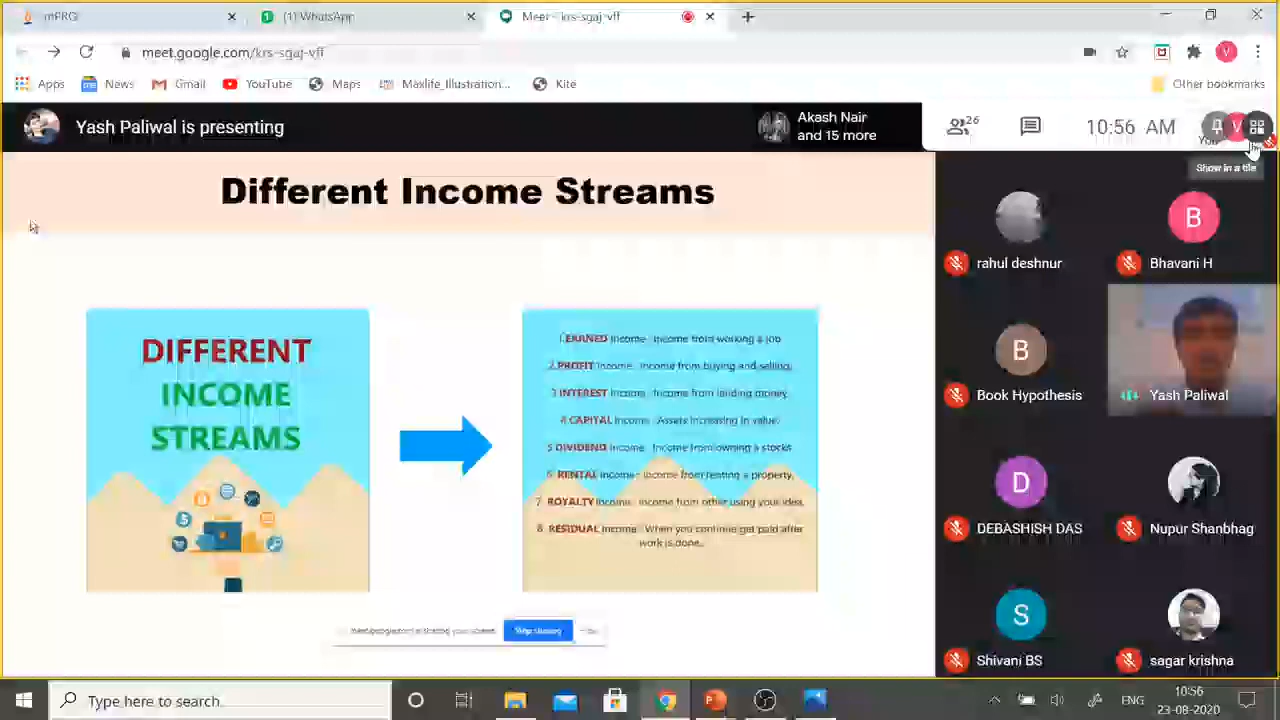 mPRO
(1) WhatsApp
Meet - krs-sgaj-vff
meet.google.com/krs-sgaj-vff
Apps
News
Gmail
YouTube
Maps
Maxlife_Illustration...
Kite
Other bookmarks
Yash Paliwal is presenting
Akash Nair
and 15 more
26
10:56 AM
You
V
Show in a tile
Different Income Streams
DIFFERENT
INCOME
STREAMS
1.EARNED Income- Income from working a job
2.PROFIT Income- Income from buying and selling.
3 INTEREST Income- Income from lending money.
4 CAPITAL Income- Assets increasing in value.
5 DIVIDEND Income- Income from owning a stocks
6 RENTAL Income- Income from renting a property.
7 ROYALTY Income- Income from other using your idea.
8 RESIDUAL Income- When you continue get paid after
work is done.
is sharing your screen.
Stop sharing
Hide
rahul deshnur
B
Bhavani H
B
Book Hypothesis
Yash Paliwal
D
DEBASHISH DAS
Nupur Shanbhag
S
Shivani BS
sagar krishna
Type here to search
ENG
10:56
23-08-2020